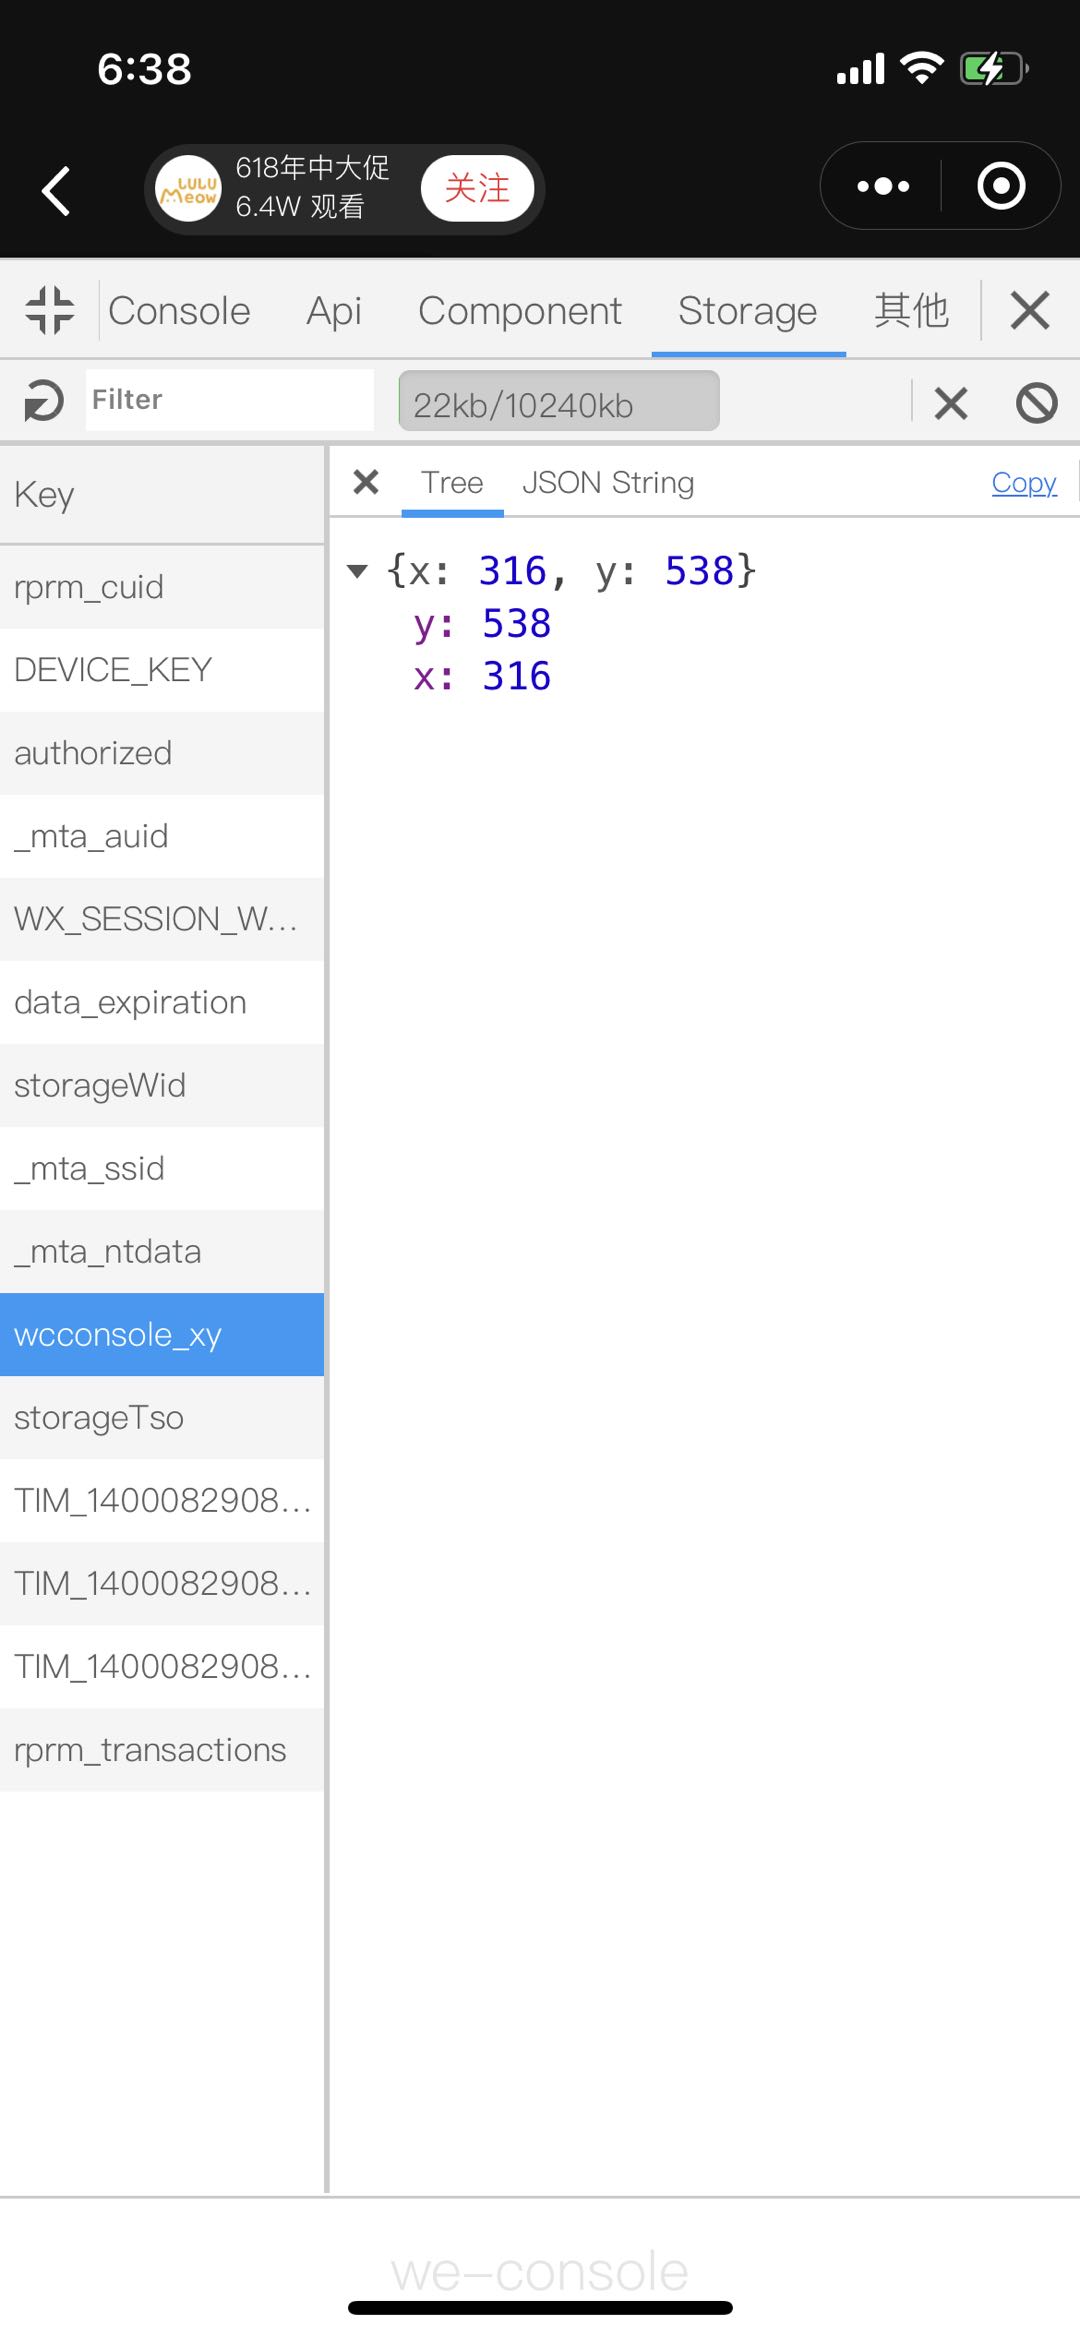 6:38
LULU
Meow
618年中大促
6.4W 观看
关注
Console Api Component Storage 其他
Filter
22kb/10240kb
Key
Tree JSON String Copy
{x: 316, y: 538}
y: 538
x: 316
rprm_cuid
DEVICE_KEY
authorized
_mta_auid
WX_SESSION_W...
data_expiration
storageWid
_mta_ssid
_mta_ntdata
wcconsole_xy
storageTso
TIM_1400082908...
TIM_1400082908...
TIM_1400082908...
rprm_transactions
we-console